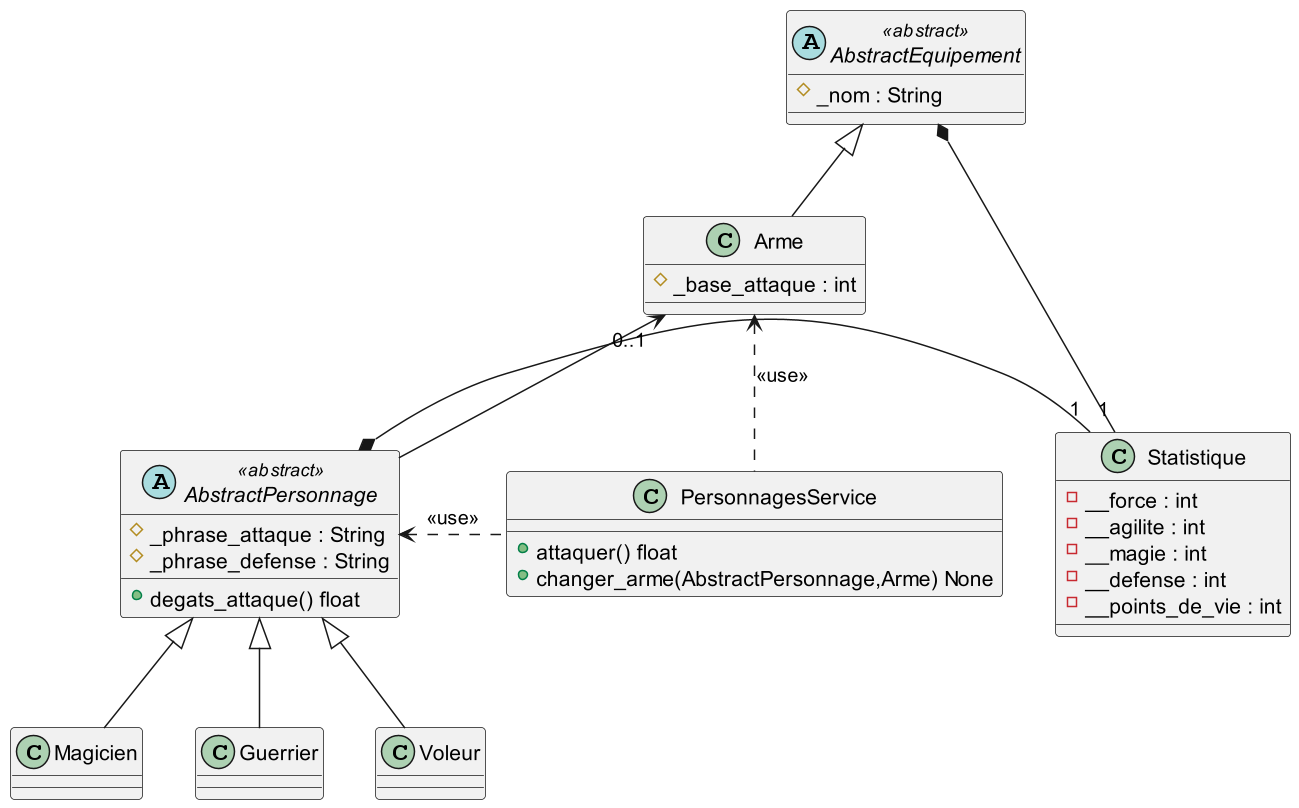 «abstract»
AbstractEquipement
_nom : String
Arme
_base_attaque : int
0..1
«use»
1
1
«abstract»
AbstractPersonnage
_phrase_attaque : String
_phrase_defense : String
degats_attaque() float
«use»
PersonnagesService
attaquer() float
changer_arme(AbstractPersonnage,Arme) None
Statistique
__force : int
__agilite : int
__magie : int
__defense : int
__points_de_vie : int
Magicien
Guerrier
Voleur